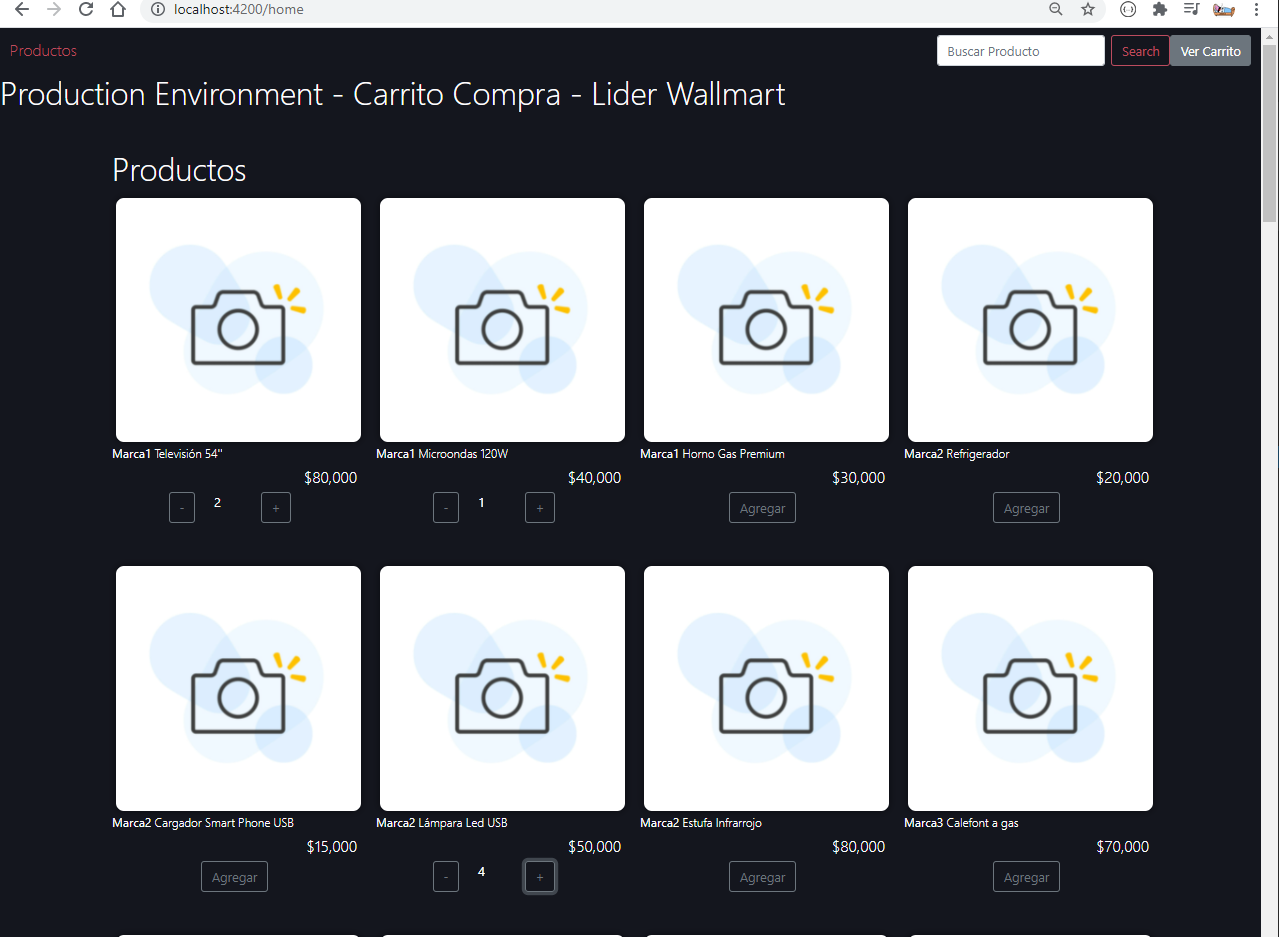 localhost:4200/home
Productos
Buscar Producto
Search
Ver Carrito
Production Environment - Carrito Compra - Lider Wallmart
Productos
Marca1 Televisión 54"
Marca1 Microondas 120W
Marca1 Horno Gas Premium
Marca2 Refrigerador
$80,000
$40,000
$30,000
$20,000
- 2 +
- 1 +
Agregar
Agregar
Marca2 Cargador Smart Phone USB
Marca2 Lámpara Led USB
Marca2 Estufa Infrarrojo
Marca3 Calefont a gas
$15,000
$50,000
$80,000
$70,000
Agregar
- 4 +
Agregar
Agregar